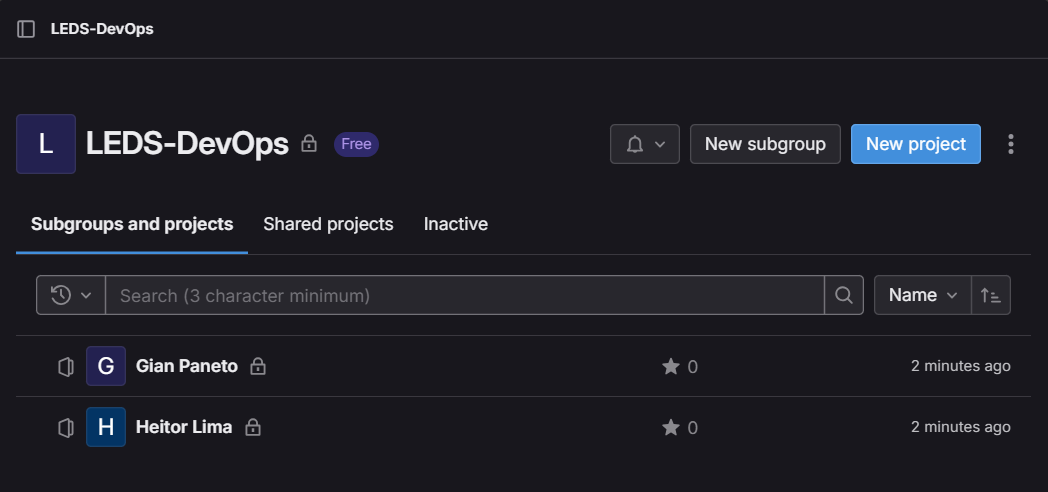 LEDS-DevOps
L LEDS-DevOps Free New subgroup New project
Subgroups and projects Shared projects Inactive
Search (3 character minimum) Name
G Gian Paneto 0 2 minutes ago
H Heitor Lima 0 2 minutes ago